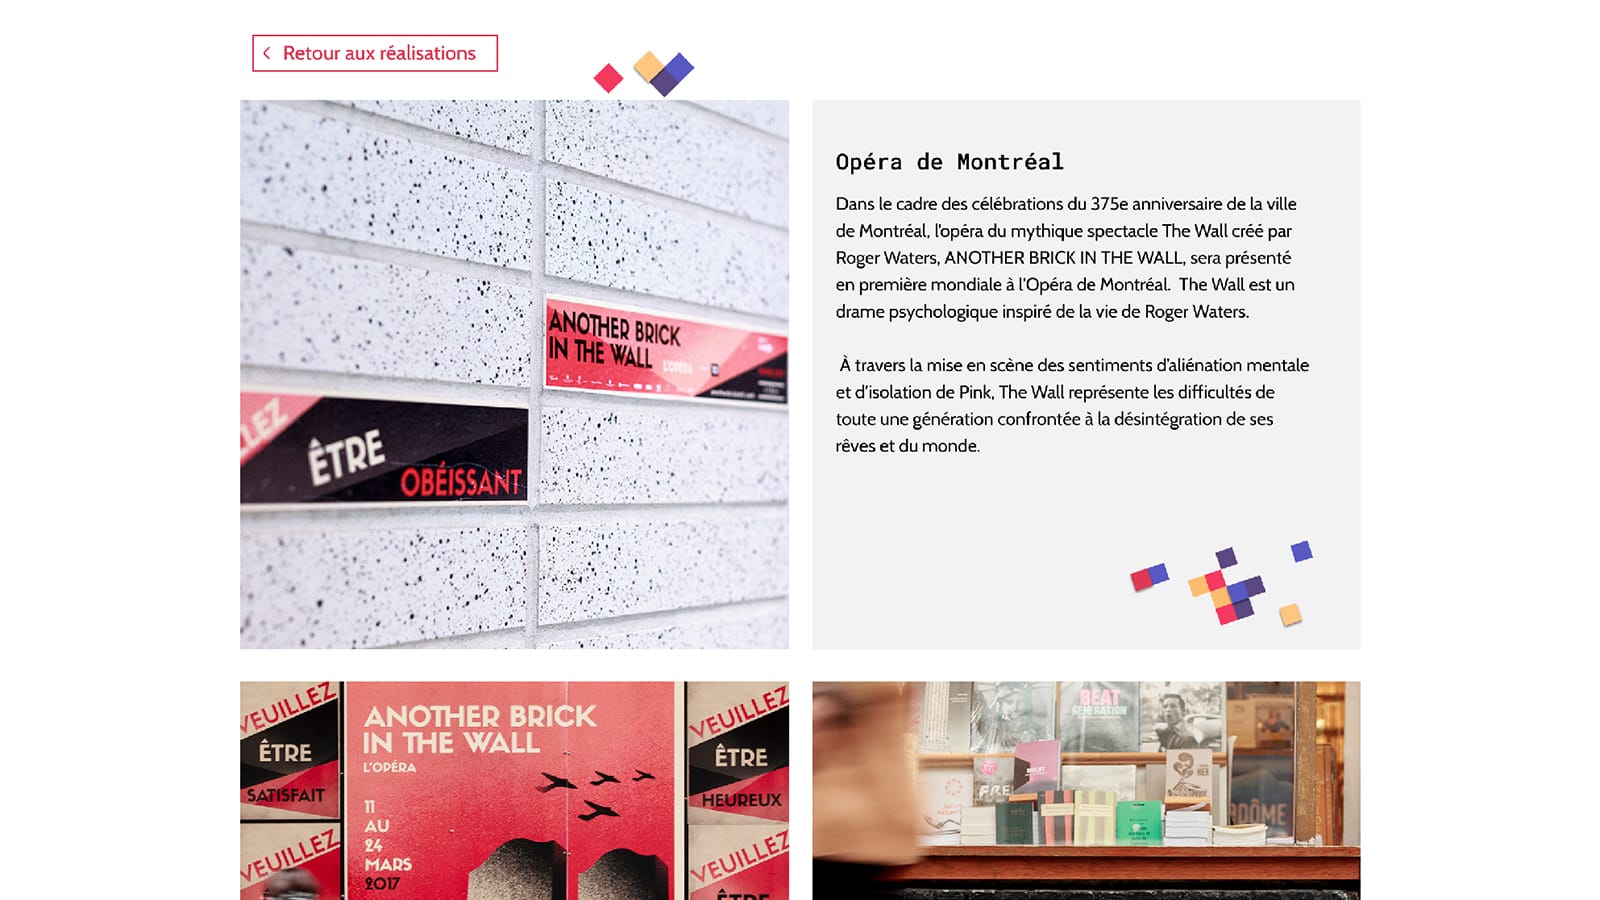 Retour aux réalisations
ANOTHER BRICK
IN THE WALL
L'OPÉRA
VEUILLEZ
ÊTRE
OBÉISSANT
Opéra de Montréal
Dans le cadre des célébrations du 375e anniversaire de la ville
de Montréal, l'opéra du mythique spectacle The Wall créé par
Roger Waters, ANOTHER BRICK IN THE WALL, sera présenté
en première mondiale à l'Opéra de Montréal. The Wall est un
drame psychologique inspiré de la vie de Roger Waters.
À travers la mise en scène des sentiments d'aliénation mentale
et d'isolation de Pink, The Wall représente les difficultés de
toute une génération confrontée à la désintégration de ses
rêves et du monde.
VEUILLEZ
ÊTRE
SATISFAIT
VEUILLEZ
ANOTHER BRICK
IN THE WALL
L'OPÉRA
11
AU
24
MARS
2017
VEUILLEZ
ÊTRE
HEUREUX
VEUILLEZ
ÊTRE
BEAT
GENERATION